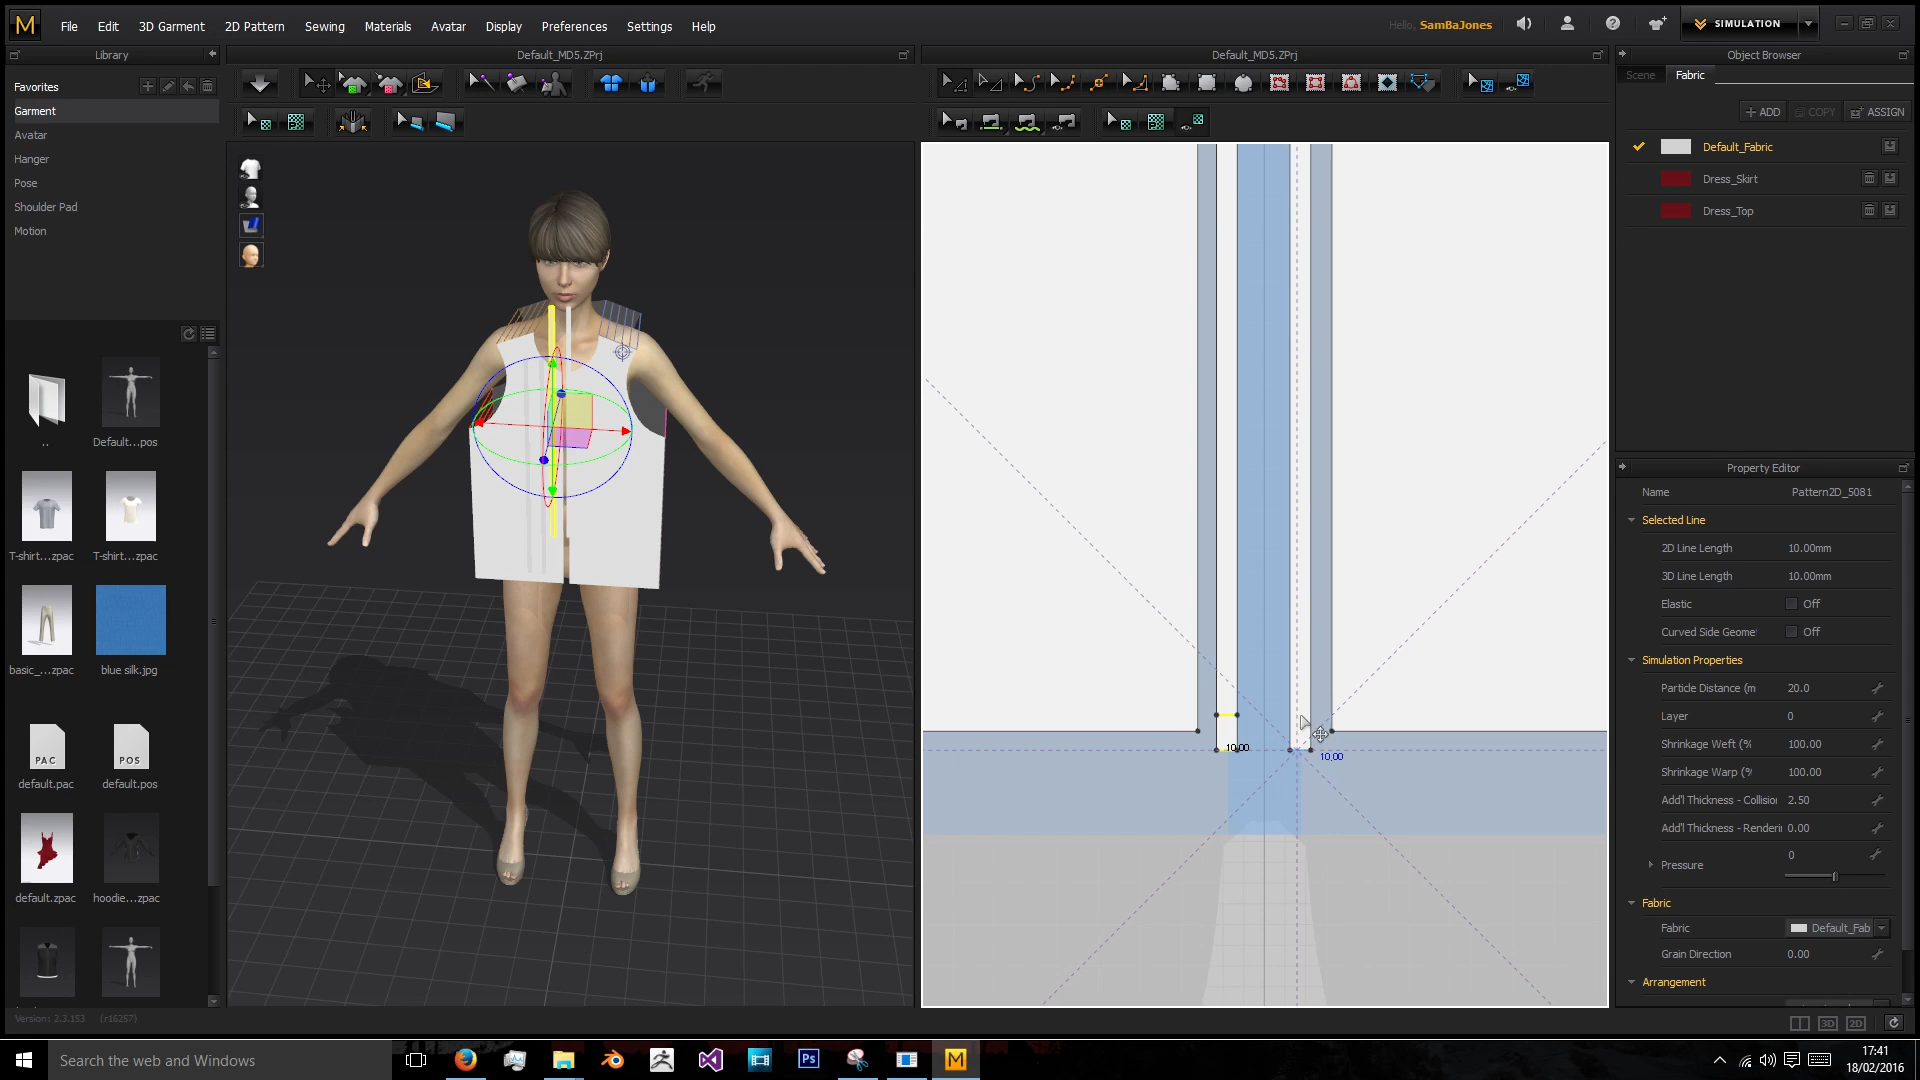 M File Edit 3D Garment 2D Pattern Sewing Materials Avatar Display Preferences Settings Help Hello, SamBaJones SIMULATION
Library Default_MD5.ZPrj Default_MD5.ZPrj Object Browser
Scene Fabric
Favorites
Garment
Avatar
Hanger
Pose
Shoulder Pad
Motion
ADD COPY ASSIGN
Default_Fabric
Dress_Skirt
Dress_Top
.. Default...pos
T-shirt...zpac T-shirt...zpac
basic_...zpac blue silk.jpg
PAC POS
default.pac default.pos
default.zpac hoodie...zpac
10,00
10,00
Property Editor
Name Pattern2D_5081
Selected Line
2D Line Length 10.00mm
3D Line Length 10.00mm
Elastic Off
Curved Side Geome Off
Simulation Properties
Particle Distance (m 20.0
Layer 0
Shrinkage Weft (% 100.00
Shrinkage Warp (% 100.00
Add'l Thickness - Collision 2.50
Add'l Thickness - Renderi 0.00
Pressure 0
Fabric
Fabric Default_Fab
Grain Direction 0.00
Arrangement
Version: 2.3.153 (r16257)
3D 2D
Search the web and Windows Ps M
17:41
18/02/2016